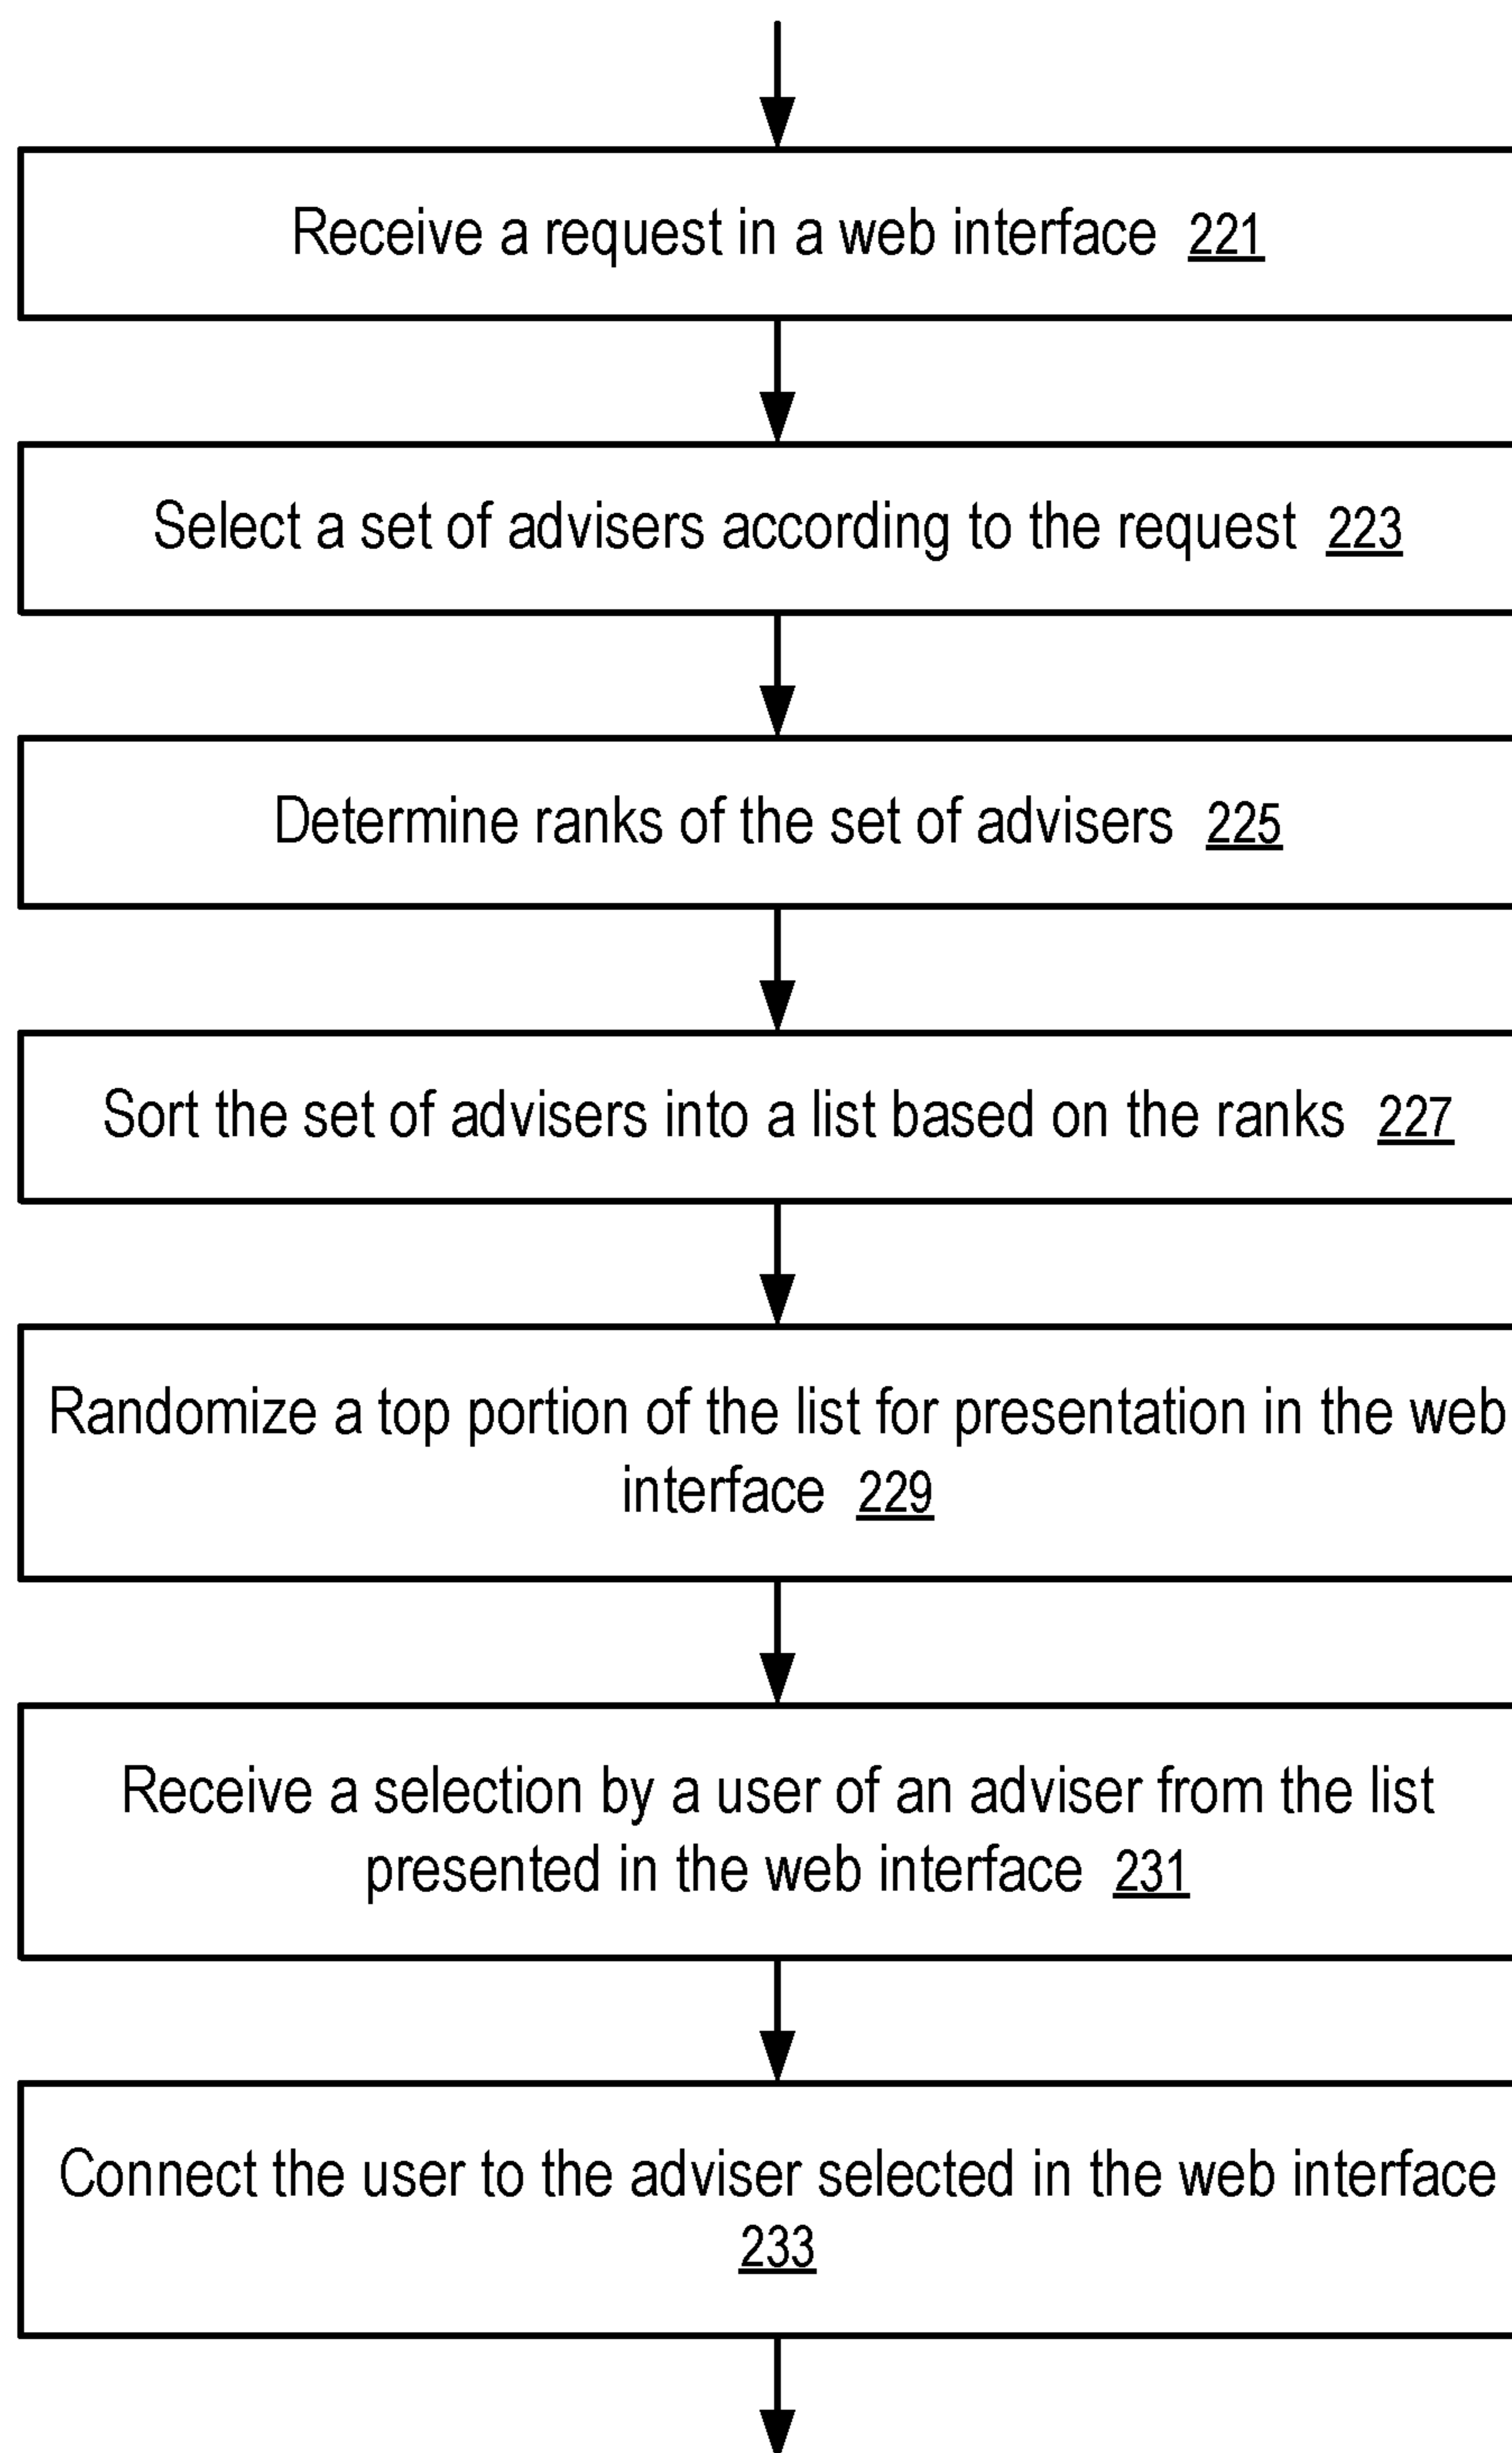 Receive a request in a web interface 221
Select a set of advisers according to the request 223
Determine ranks of the set of advisers 225
Sort the set of advisers into a list based on the ranks 227
Randomize a top portion of the list for presentation in the web
interface 229
Receive a selection by a user of an adviser from the list
presented in the web interface 231
Connect the user to the adviser selected in the web interface
233